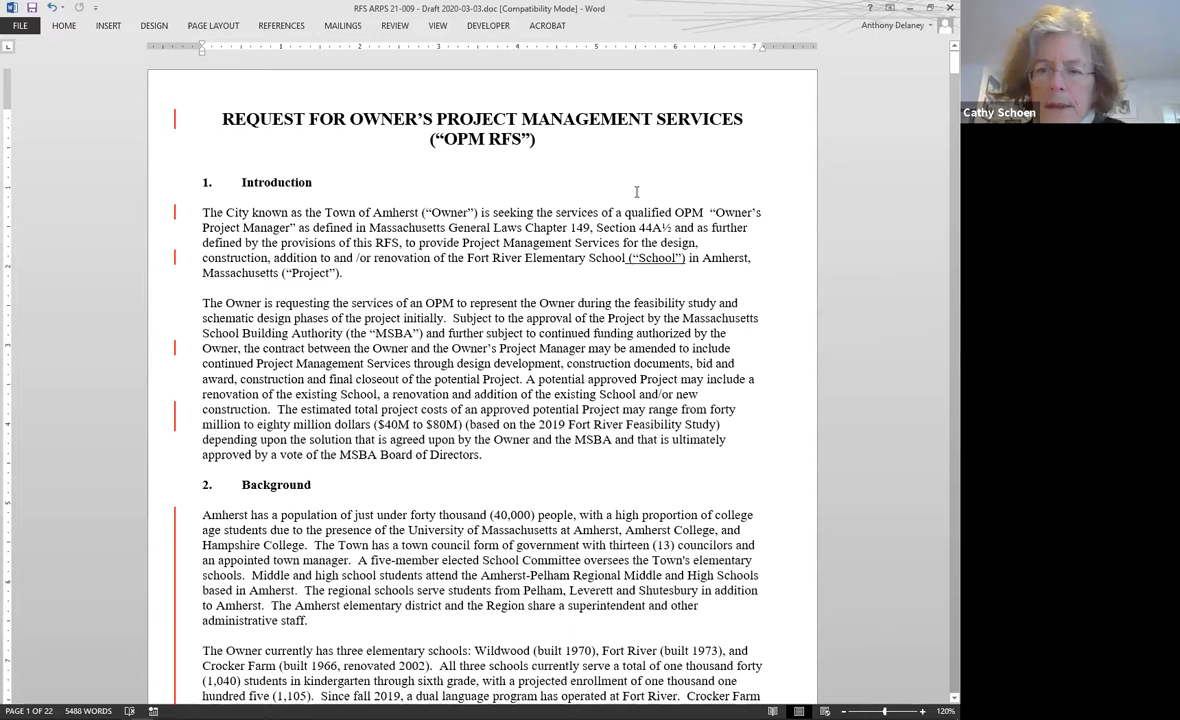 RFS ARPS 21-009 - Draft 2020-03-03.doc [Compatibility Mode] - Word
FILE HOME INSERT DESIGN PAGE LAYOUT REFERENCES MAILINGS REVIEW VIEW DEVELOPER ACROBAT Anthony Delaney
1 2 3 4 5 6 7
Cathy Schoen
REQUEST FOR OWNER'S PROJECT MANAGEMENT SERVICES
("OPM RFS")
1. Introduction
The City known as the Town of Amherst ("Owner") is seeking the services of a qualified OPM "Owner's
Project Manager" as defined in Massachusetts General Laws Chapter 149, Section 44A½ and as further
defined by the provisions of this RFS, to provide Project Management Services for the design,
construction, addition to and /or renovation of the Fort River Elementary School ("School") in Amherst,
Massachusetts ("Project").
The Owner is requesting the services of an OPM to represent the Owner during the feasibility study and
schematic design phases of the project initially. Subject to the approval of the Project by the Massachusetts
School Building Authority (the "MSBA") and further subject to continued funding authorized by the
Owner, the contract between the Owner and the Owner's Project Manager may be amended to include
continued Project Management Services through design development, construction documents, bid and
award, construction and final closeout of the potential Project. A potential approved Project may include a
renovation of the existing School, a renovation and addition of the existing School and/or new
construction. The estimated total project costs of an approved potential Project may range from forty
million to eighty million dollars ($40M to $80M) (based on the 2019 Fort River Feasibility Study)
depending upon the solution that is agreed upon by the Owner and the MSBA and that is ultimately
approved by a vote of the MSBA Board of Directors.
2. Background
Amherst has a population of just under forty thousand (40,000) people, with a high proportion of college
age students due to the presence of the University of Massachusetts at Amherst, Amherst College, and
Hampshire College. The Town has a town council form of government with thirteen (13) councilors and
an appointed town manager. A five-member elected School Committee oversees the Town's elementary
schools. Middle and high school students attend the Amherst-Pelham Regional Middle and High Schools
based in Amherst. The regional schools serve students from Pelham, Leverett and Shutesbury in addition
to Amherst. The Amherst elementary district and the Region share a superintendent and other
administrative staff.
The Owner currently has three elementary schools: Wildwood (built 1970), Fort River (built 1973), and
Crocker Farm (built 1966, renovated 2002). All three schools currently serve a total of one thousand forty
(1,040) students in kindergarten through sixth grade, with a projected enrollment of one thousand one
hundred five (1,105). Since fall 2019, a dual language program has operated at Fort River. Crocker Farm
PAGE 1 OF 22 5488 WORDS 120%